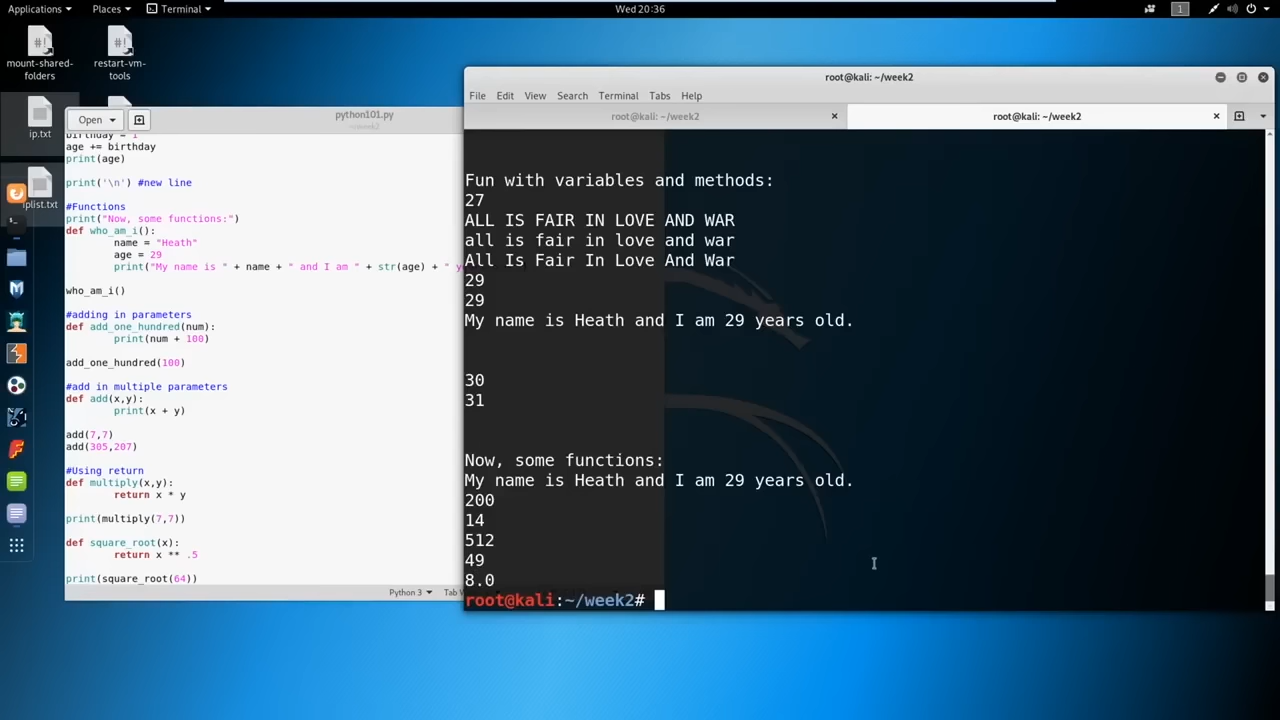 Applications Places Terminal Wed 20:36 1
mount-shared-folders
restart-vm-tools
ip.txt
iplist.txt
Open python101.py
~/week2
birthday = 1
age += birthday
print(age)
print('\n') #new line
#Functions
print("Now, some functions:")
def who_am_i():
name = "Heath"
age = 29
print("My name is " + name + " and I am " + str(age) + " y
who_am_i()
#adding in parameters
def add_one_hundred(num):
print(num + 100)
add_one_hundred(100)
#add in multiple parameters
def add(x,y):
print(x + y)
add(7,7)
add(305,207)
#Using return
def multiply(x,y):
return x * y
print(multiply(7,7))
def square_root(x):
return x ** .5
print(square_root(64))
Python 3 Tab W
root@kali: ~/week2
File Edit View Search Terminal Tabs Help
root@kali: ~/week2 root@kali: ~/week2
Fun with variables and methods:
27
ALL IS FAIR IN LOVE AND WAR
all is fair in love and war
All Is Fair In Love And War
29
29
My name is Heath and I am 29 years old.
30
31
Now, some functions:
My name is Heath and I am 29 years old.
200
14
512
49
8.0
root@kali:~/week2#